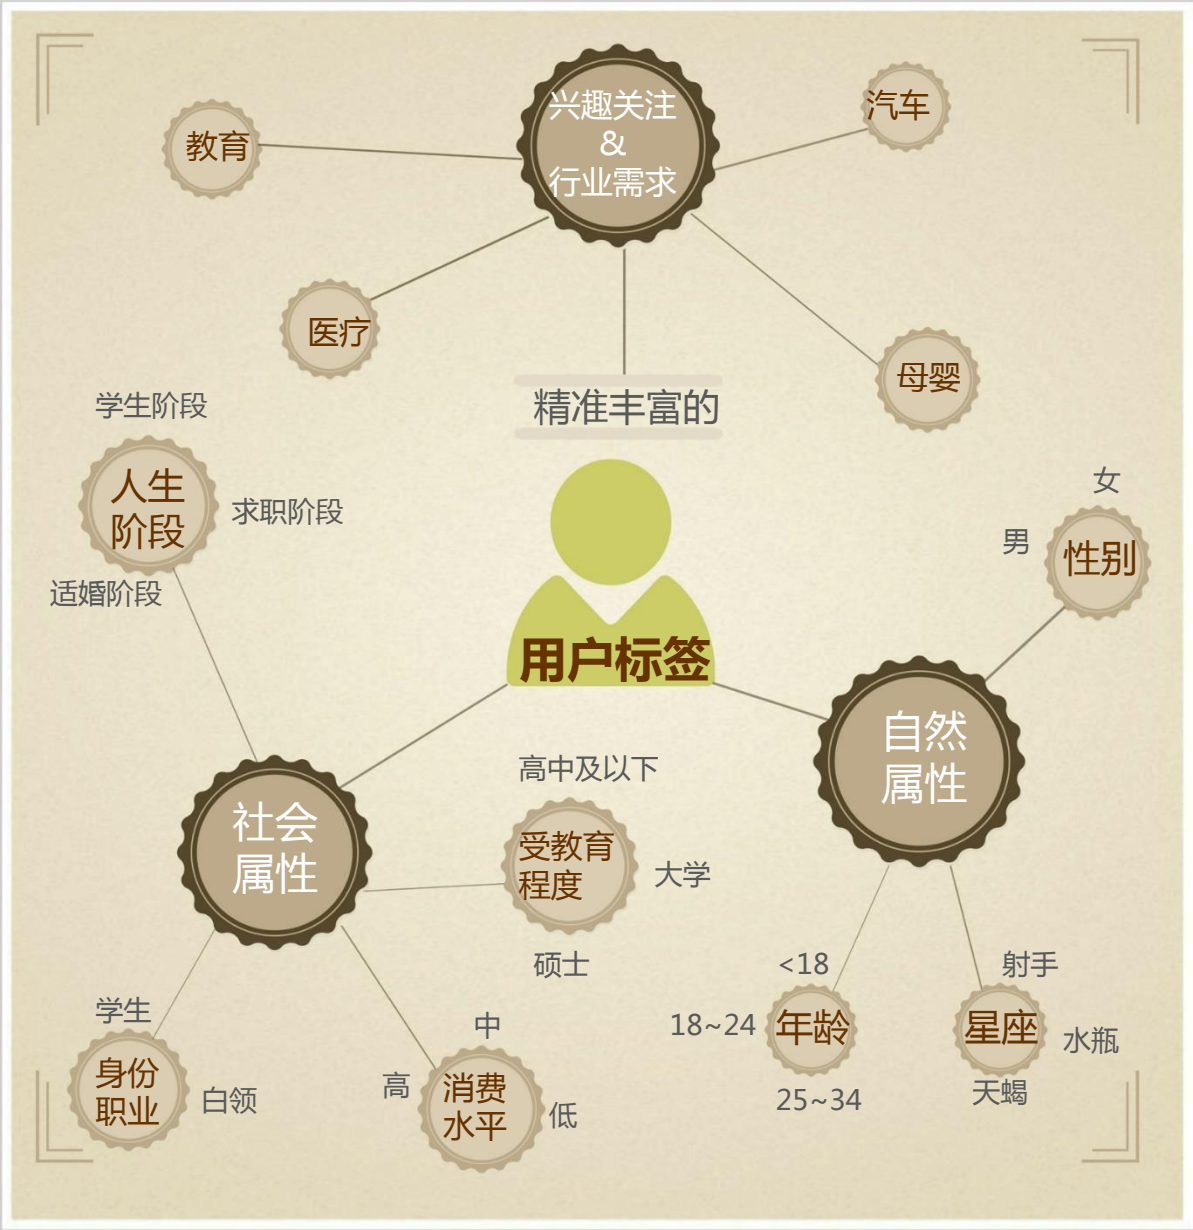 兴趣关注
&
行业需求
汽车
教育
医疗
母婴
精准丰富的
用户标签
学生阶段
人生
阶段
求职阶段
适婚阶段
女
男
性别
自然
属性
社会
属性
高中及以下
受教育
程度
大学
硕士
学生
身份
职业
白领
中
高
消费
水平
低
<18
18~24
年龄
25~34
射手
星座
水瓶
天蝎